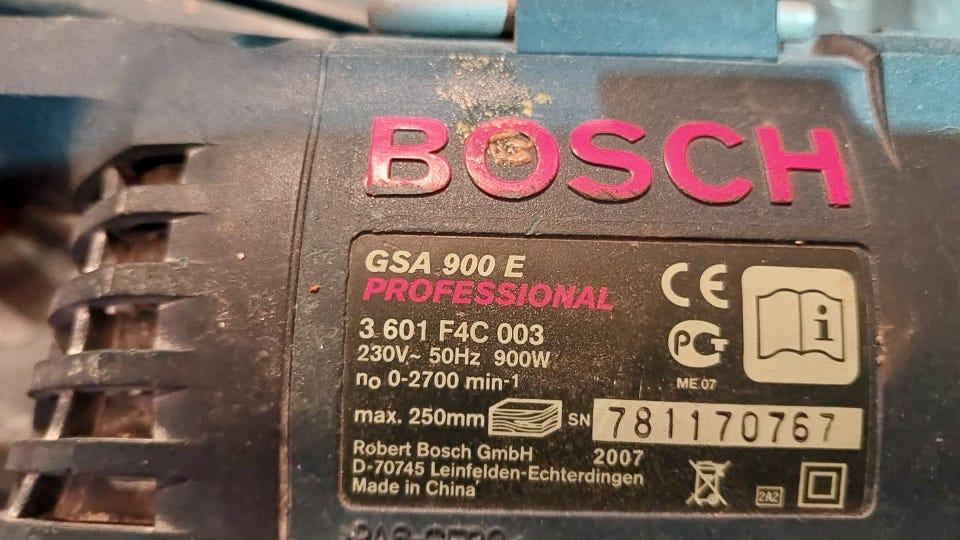 BOSCH
GSA 900 E
PROFESSIONAL
3 601 F4C 003
230V~ 50Hz 900W
n₀ 0-2700 min-1
max. 250mm
CE
ME 07
SN 781170767
Robert Bosch GmbH 2007
D-70745 Leinfelden-Echterdingen
Made in China
2A2